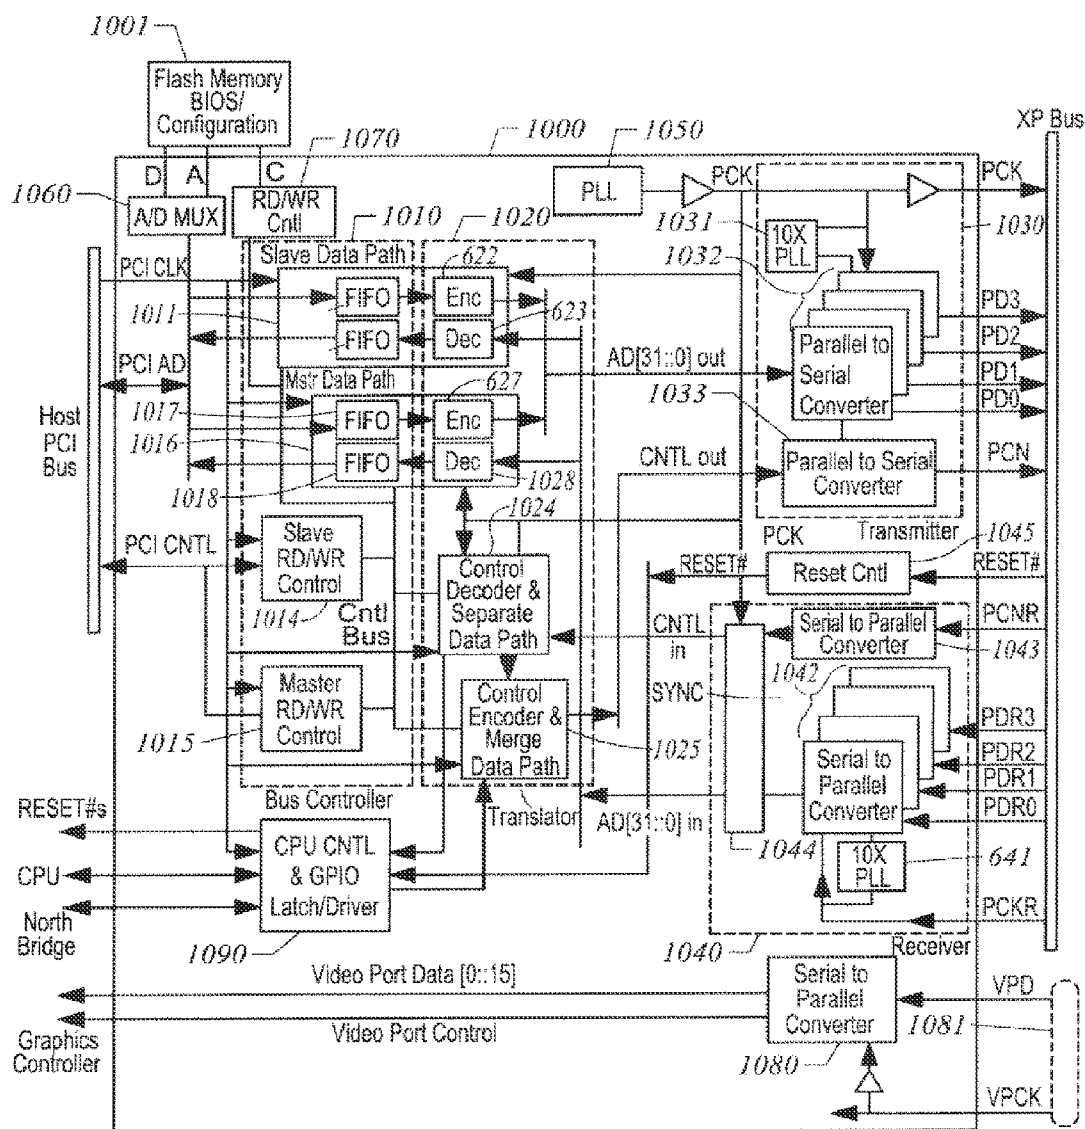 1001
Flash Memory
BIOS/
Configuration
1070
1000
1050
XP Bus
D
A
C
1060
A/D MUX
RD/WR
Cntl
1010
1020
PLL
PCK
PCK
1031
10X
PLL
1030
1032
Slave Data Path
PCI CLK
622
FIFO
Enc
1011
623
FIFO
Dec
PD3
PD2
PD1
PD0
Parallel to
Serial
Converter
AD[31::0] out
PCI AD
Mstr Data Path
627
1033
1017
FIFO
Enc
Host
PCI
Bus
1016
FIFO
Dec
1018
1028
CNTL out
Parallel to Serial
Converter
PCN
1024
Transmitter
PCI CNTL
Slave
RD/WR
Control
1014
Cntl
Bus
Control
Decoder &
Separate
Data Path
PCK
RESET#
Reset Cntl
1045
RESET#
CNTL
in
Serial to Parallel
Converter
PCNR
1043
SYNC
1042
Master
RD/WR
Control
1015
Control
Encoder &
Merge
Data Path
1025
PDR3
PDR2
PDR1
PDR0
Serial to
Parallel
Converter
Bus Controller
Translator
AD[31::0] in
1044
10X
PLL
641
RESET#s
CPU
North
Bridge
CPU CNTL
& GPIO
Latch/Driver
1090
PCKR
1040
Receiver
Video Port Data [0::15]
Serial to
Parallel
Converter
VPD
1081
Graphics
Controller
Video Port Control
1080
VPCK